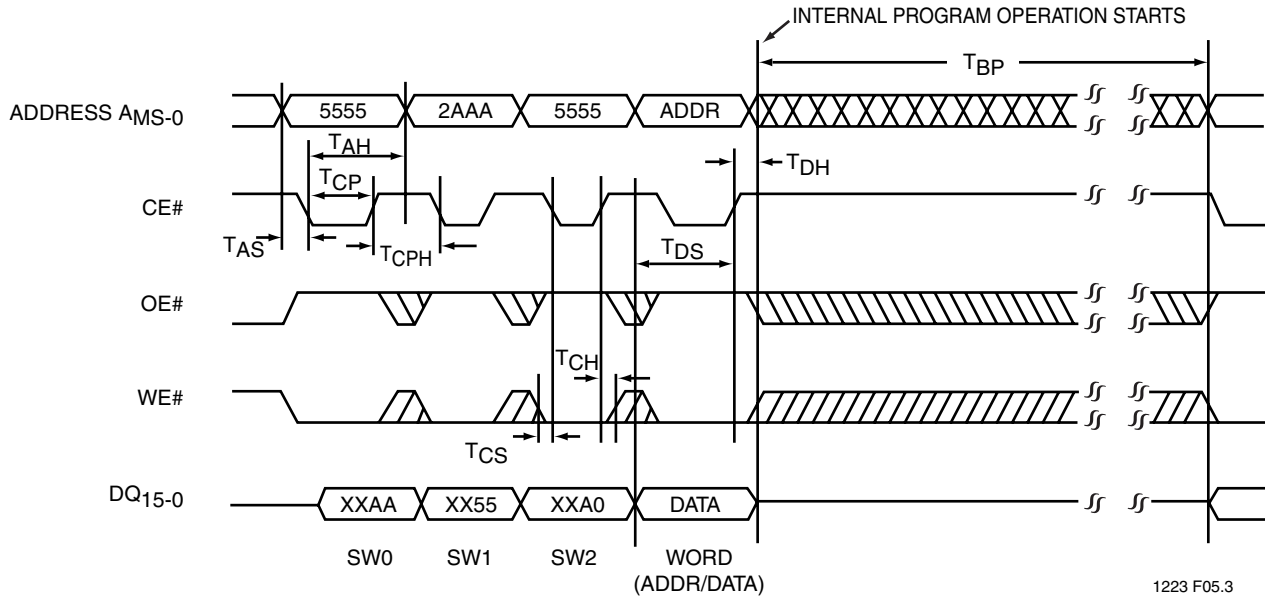 INTERNAL PROGRAM OPERATION STARTS
TBP
ADDRESS AMS-0
5555
2AAA
5555
ADDR
TAH
TDH
TCP
CE#
TAS
TCPH
TDS
OE#
TCH
WE#
TCS
DQ15-0
XXAA
XX55
XXA0
DATA
SW0
SW1
SW2
WORD
(ADDR/DATA)
1223 F05.3